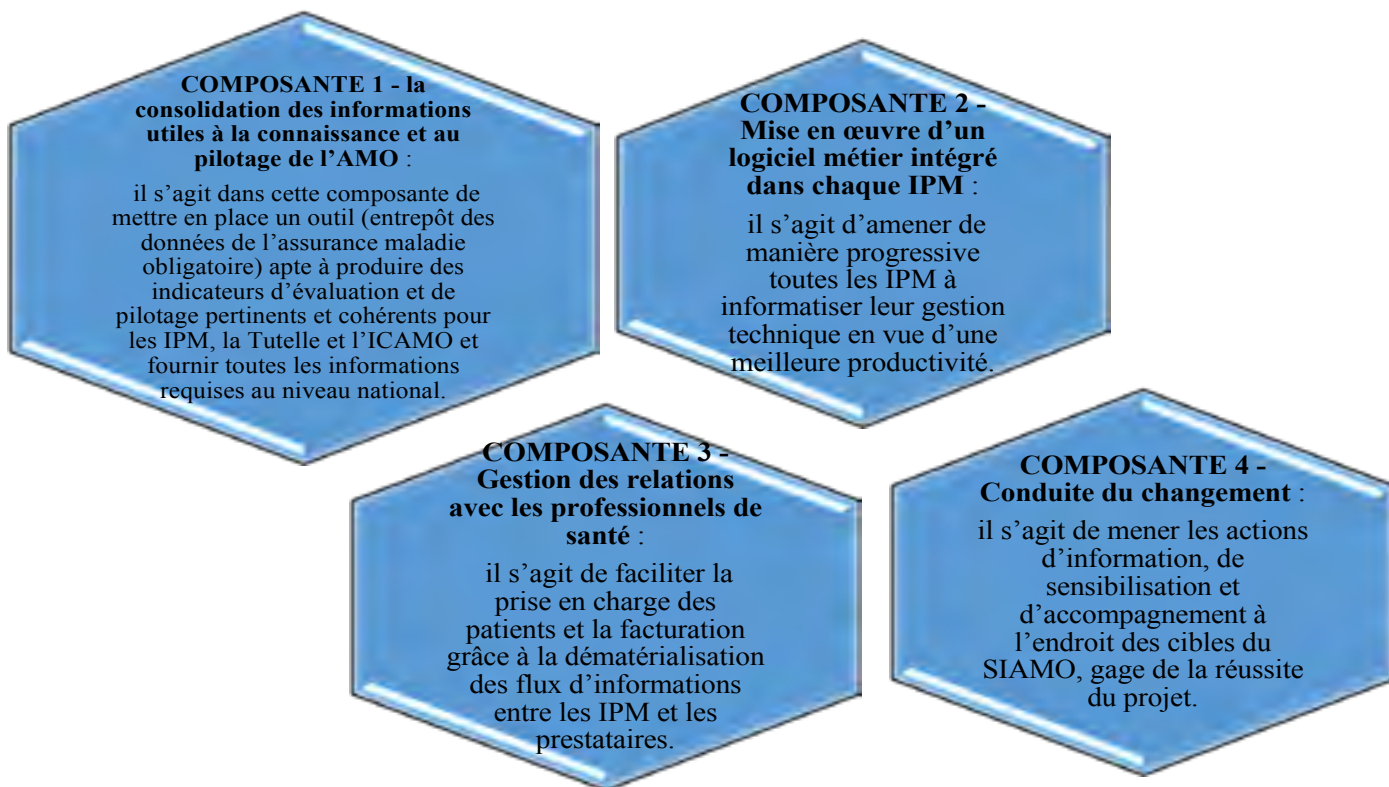 COMPOSANTE 1 - la
consolidation des informations
utiles à la connaissance et au
pilotage de l’AMO :
il s’agit dans cette composante de
mettre en place un outil (entrepôt des
données de l’assurance maladie
obligatoire) apte à produire des
indicateurs d’évaluation et de
pilotage pertinents et cohérents pour
les IPM, la Tutelle et l’ICAMO et
fournir toutes les informations
requises au niveau national.
COMPOSANTE 2 -
Mise en œuvre d’un
logiciel métier intégré
dans chaque IPM :
il s’agit d’amener de
manière progressive
toutes les IPM à
informatiser leur gestion
technique en vue d’une
meilleure productivité.
COMPOSANTE 3 -
Gestion des relations
avec les professionnels de
santé :
il s’agit de faciliter la
prise en charge des
patients et la facturation
grâce à la dématérialisation
des flux d’informations
entre les IPM et les
prestataires.
COMPOSANTE 4 -
Conduite du changement :
il s’agit de mener les actions
d’information, de
sensibilisation et
d’accompagnement à
l’endroit des cibles du
SIAMO, gage de la réussite
du projet.